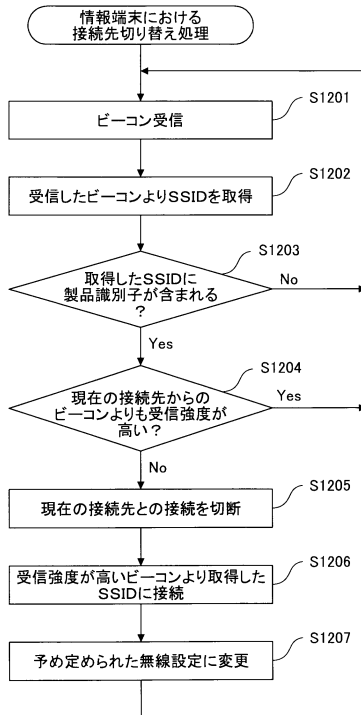 情報端末における
接続先切り替え処理
S1201
ビーコン受信
S1202
受信したビーコンよりSSIDを取得
S1203
取得したSSIDに
製品識別子が含まれる
?
No
Yes
S1204
現在の接続先からの
ビーコンよりも受信強度が
高い?
Yes
No
S1205
現在の接続先との接続を切断
S1206
受信強度が高いビーコンより取得した
SSIDに接続
S1207
予め定められた無線設定に変更